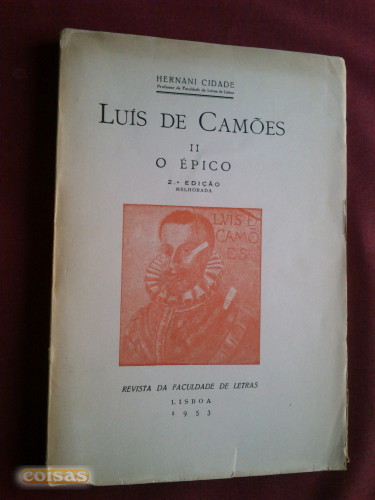 HERNANI CIDADE
Professor da Faculdade de Letras de Lisboa
LUÍS DE CAMÕES
II
O ÉPICO
2.ª EDIÇÃO
MELHORADA
LUIS D
CAMÕ
ES
REVISTA DA FACULDADE DE LETRAS
LISBOA
1953
coisas